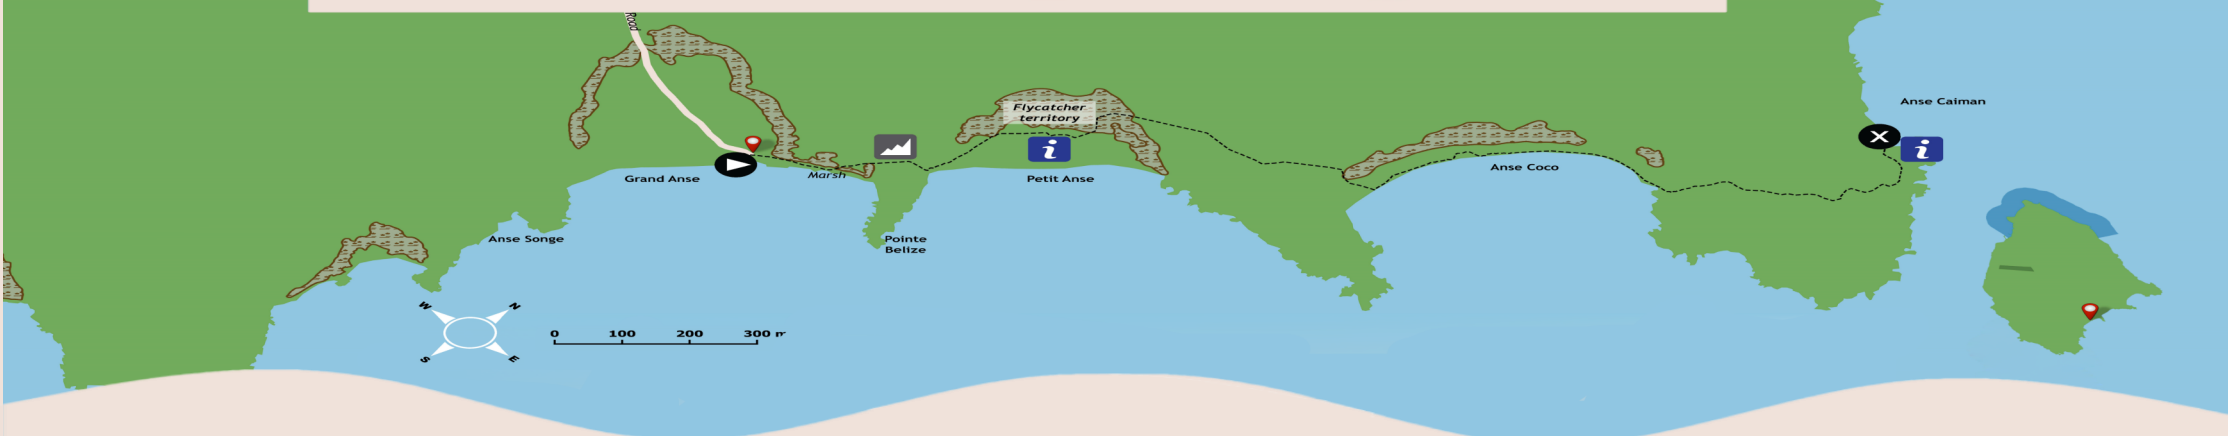 Road
Flycatcher
territory
Anse Caiman
Marsh
Grand Anse
Petit Anse
Anse Coco
Anse Songe
Pointe
Belize
W
N
S
E
0 100 200 300 m